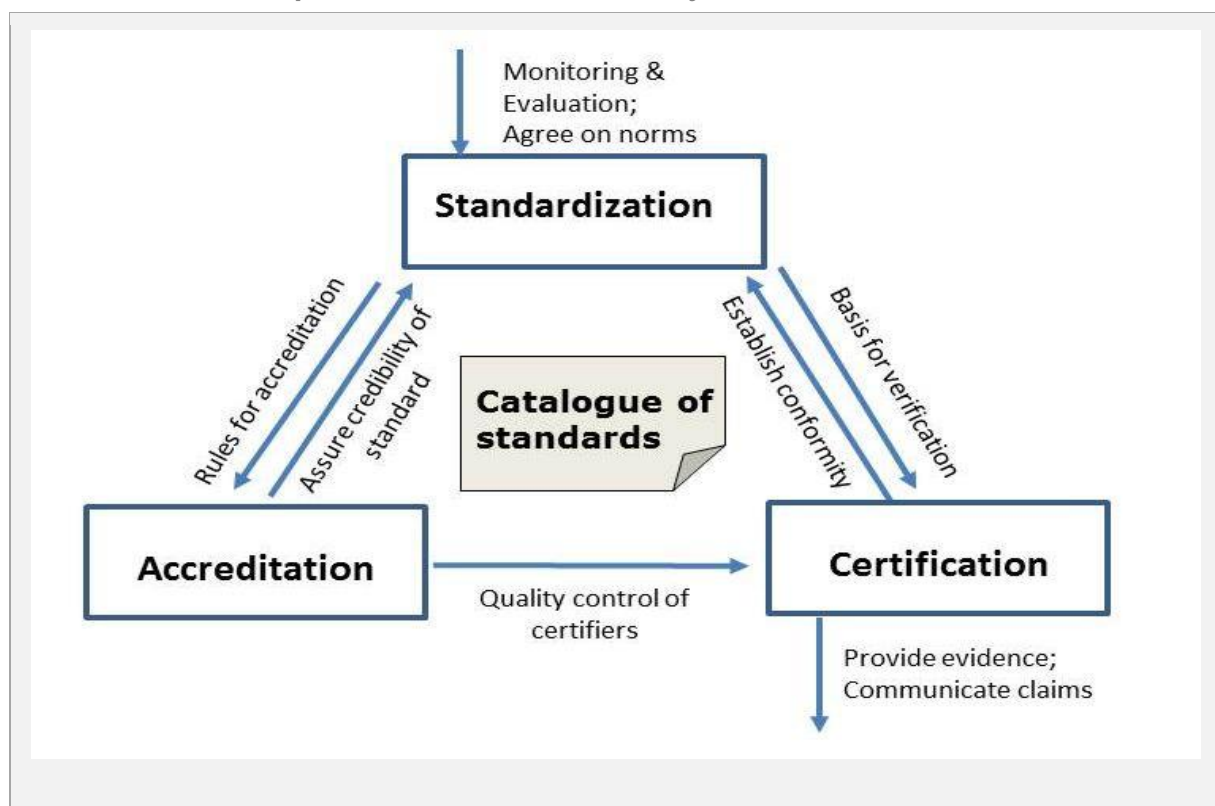 Monitoring &
Evaluation;
Agree on norms
Standardization
Rules for accreditation
Assure credibility of
standard
Catalogue of
standards
Establish conformity
Basis for verification
Accreditation
Quality control of
certifiers
Certification
Provide evidence;
Communicate claims